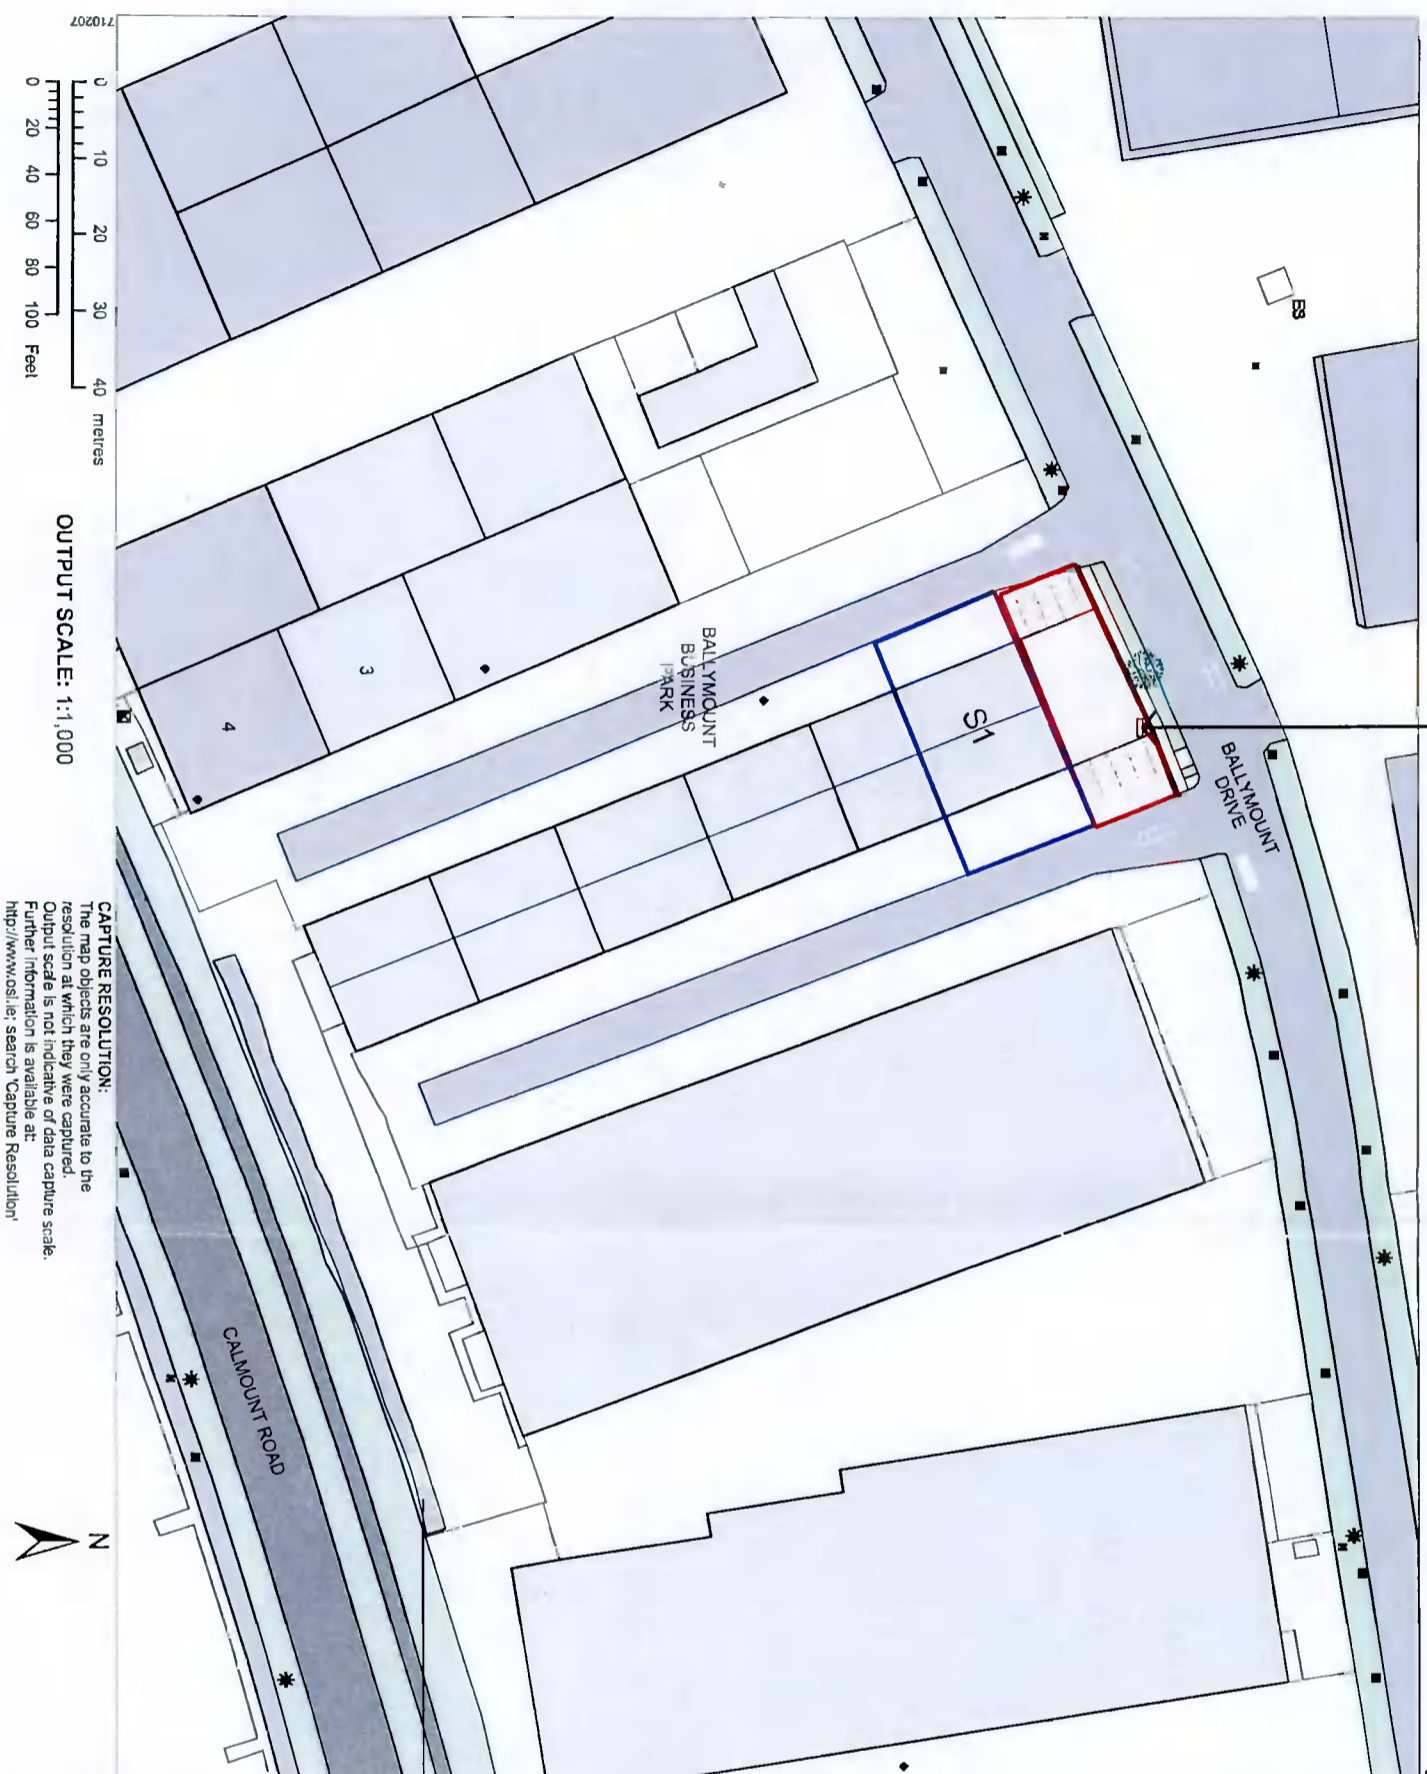 710207
0 10 20 30 40 metres
0 20 40 60 80 100 Feet
OUTPUT SCALE: 1:1,000
CAPTURE RESOLUTION:
The map objects are only accurate to the
resolution at which they were captured.
Output scale is not indicative of data capture scale.
Further information is available at:
http://www.osi.ie; search 'Capture Resolution'
N
ES
BALLYMOUNT
DRIVE
S1
BALLYMOUNT
BUSINESS
PARK
3
4
CALMOUNT ROAD